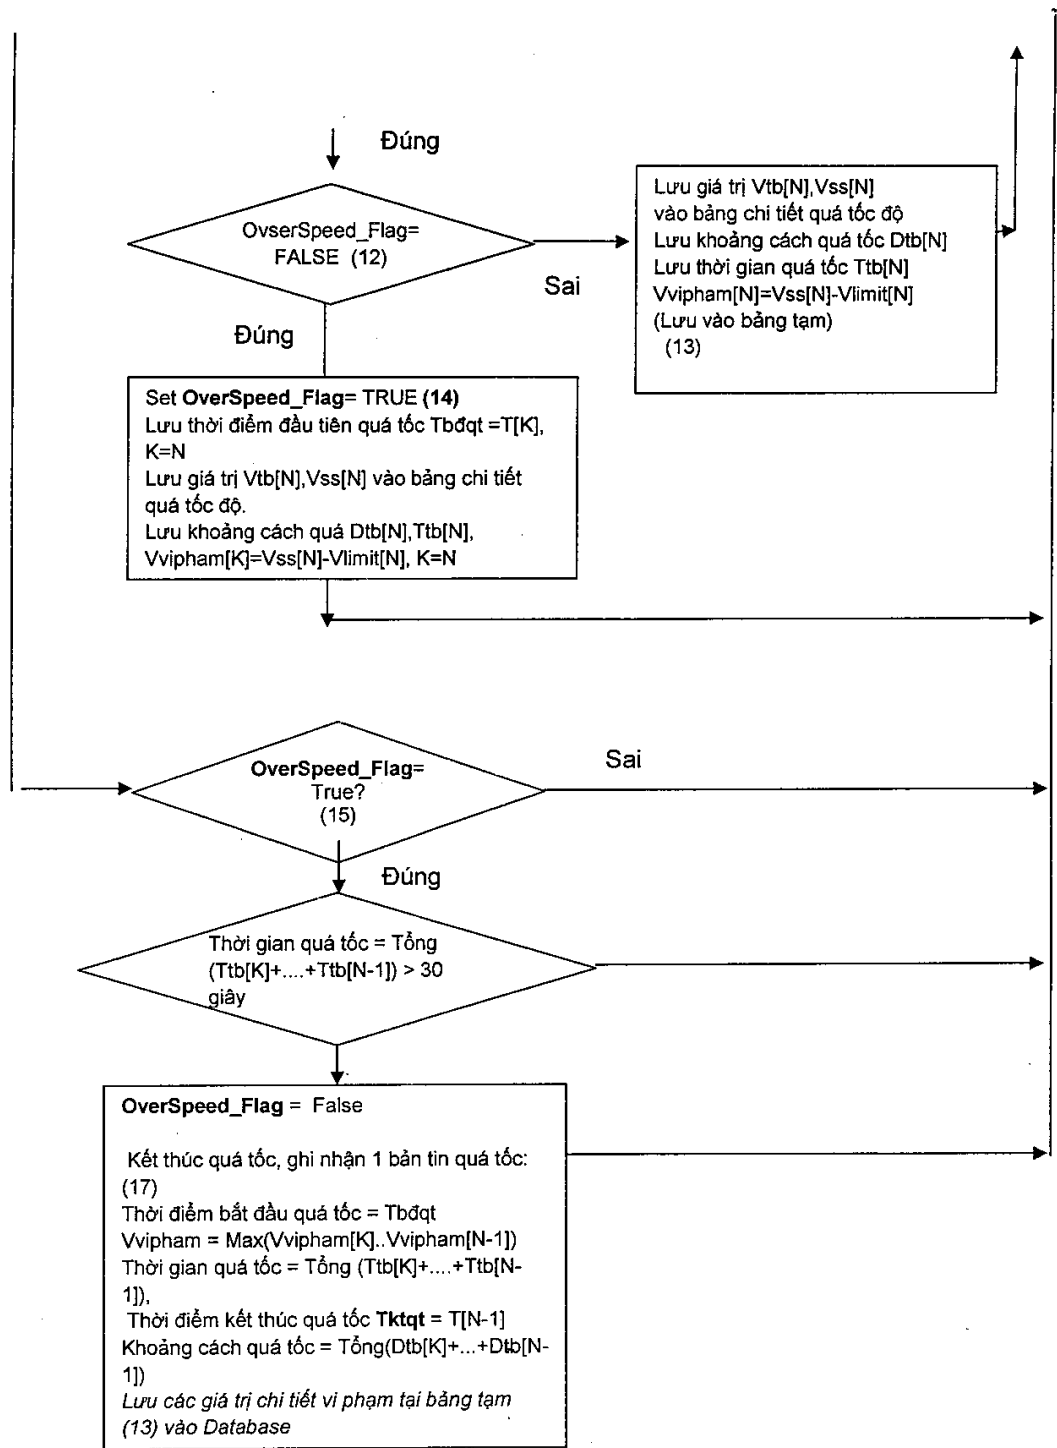 Đúng
OvserSpeed_Flag=
FALSE (12)
Sai
Lưu giá trị Vtb[N],Vss[N]
vào bảng chi tiết quá tốc độ
Lưu khoảng cách quá tốc Dtb[N]
Lưu thời gian quá tốc Ttb[N]
Vvipham[N]=Vss[N]-Vlimit[N]
(Lưu vào bảng tạm)
(13)
Đúng
Set OverSpeed_Flag= TRUE (14)
Lưu thời điểm đầu tiên quá tốc Tbđqt =T[K],
K=N
Lưu giá trị Vtb[N],Vss[N] vào bảng chi tiết
quá tốc độ.
Lưu khoảng cách quá Dtb[N],Ttb[N],
Vvipham[K]=Vss[N]-Vlimit[N], K=N
OverSpeed_Flag=
True?
(15)
Sai
Đúng
Thời gian quá tốc = Tổng
(Ttb[K]+....+Ttb[N-1]) > 30
giây
OverSpeed_Flag = False
Kết thúc quá tốc, ghi nhận 1 bản tin quá tốc:
(17)
Thời điểm bắt đầu quá tốc = Tbđqt
Vvipham = Max(Vvipham[K]..Vvipham[N-1])
Thời gian quá tốc = Tổng (Ttb[K]+....+Ttb[N-
1]),
Thời điểm kết thúc quá tốc Tktqt = T[N-1]
Khoảng cách quá tốc = Tổng(Dtb[K]+...+Dtb[N-
1])
Lưu các giá trị chi tiết vi phạm tại bảng tạm
(13) vào Database